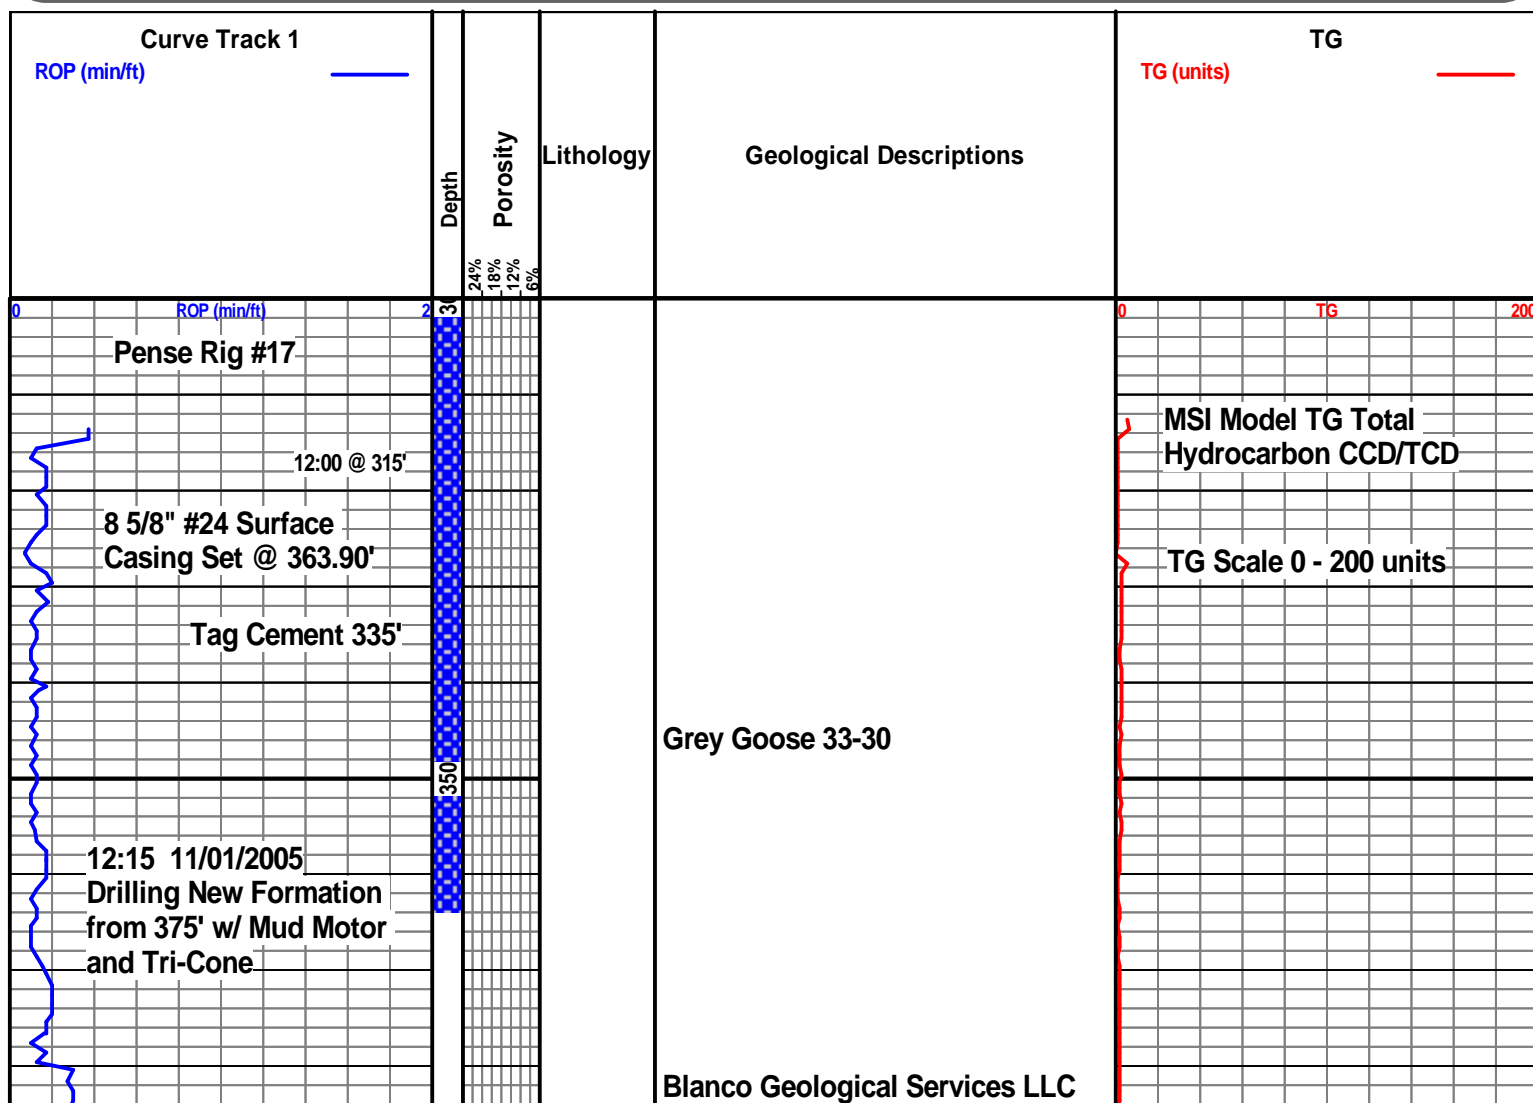 Curve Track 1
ROP (min/ft)
Depth
Porosity
24%
18%
12%
6%
Lithology
Geological Descriptions
TG
TG (units)
0 ROP (min/ft) 2
0 TG 200
Pense Rig #17
MSI Model TG Total
Hydrocarbon CCD/TCD
12:00 @ 315'
8 5/8" #24 Surface
Casing Set @ 363.90'
TG Scale 0 - 200 units
Tag Cement 335'
Grey Goose 33-30
350
12:15 11/01/2005
Drilling New Formation
from 375' w/ Mud Motor
and Tri-Cone
Blanco Geological Services LLC